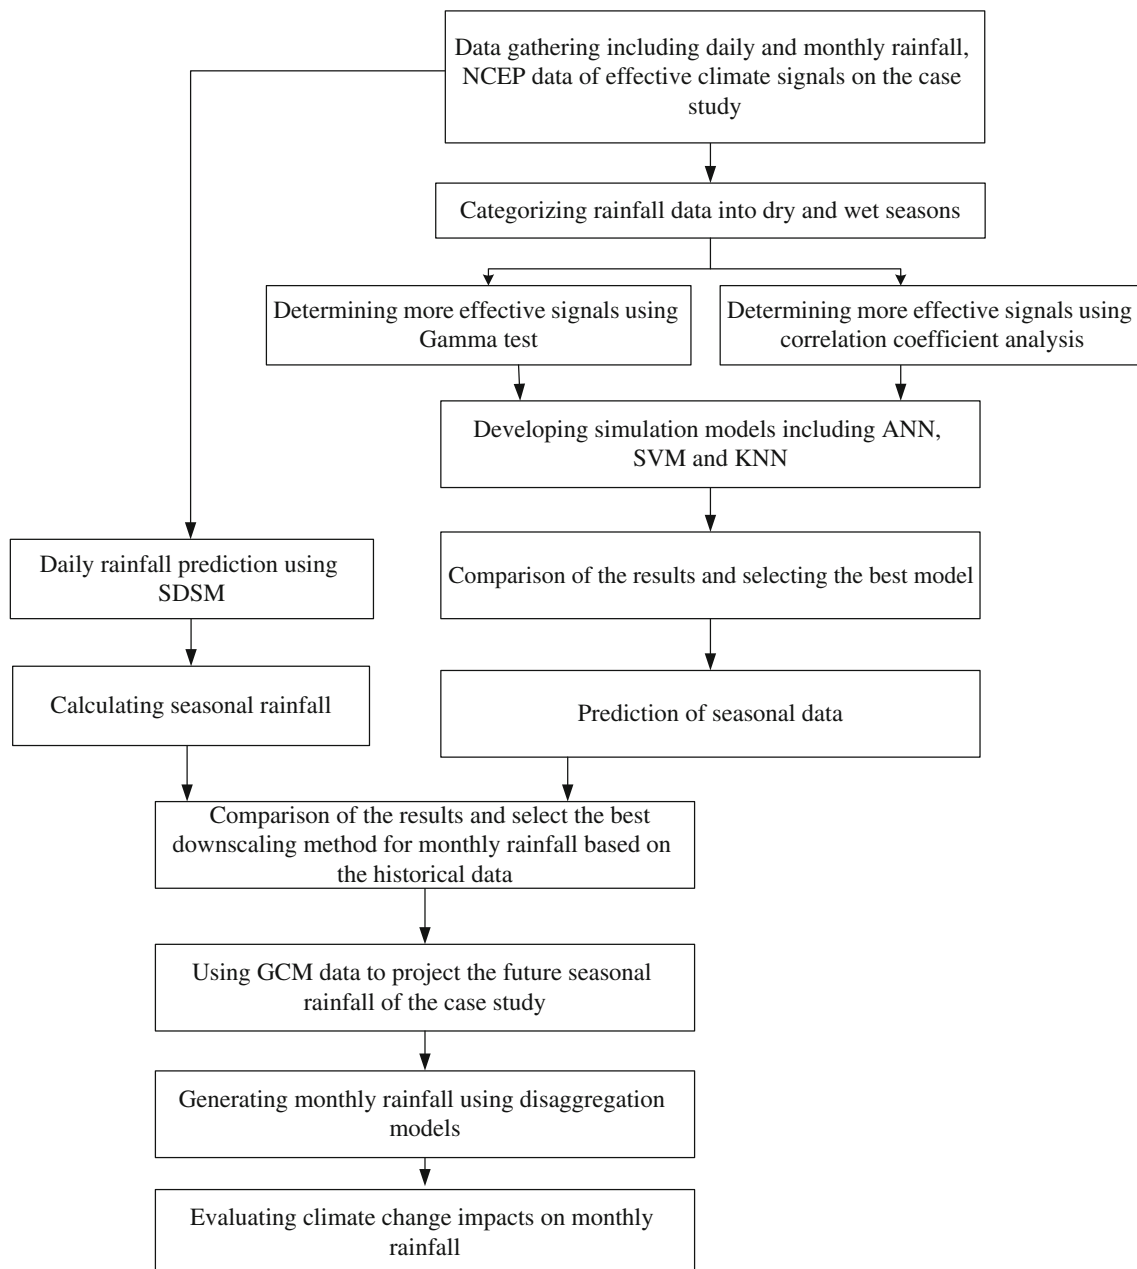 Data gathering including daily and monthly rainfall,
NCEP data of effective climate signals on the case
study
Categorizing rainfall data into dry and wet seasons
Determining more effective signals using
Gamma test
Determining more effective signals using
correlation coefficient analysis
Developing simulation models including ANN,
SVM and KNN
Daily rainfall prediction using
SDSM
Comparison of the results and selecting the best model
Calculating seasonal rainfall
Prediction of seasonal data
Comparison of the results and select the best
downscaling method for monthly rainfall based on
the historical data
Using GCM data to project the future seasonal
rainfall of the case study
Generating monthly rainfall using disaggregation
models
Evaluating climate change impacts on monthly
rainfall